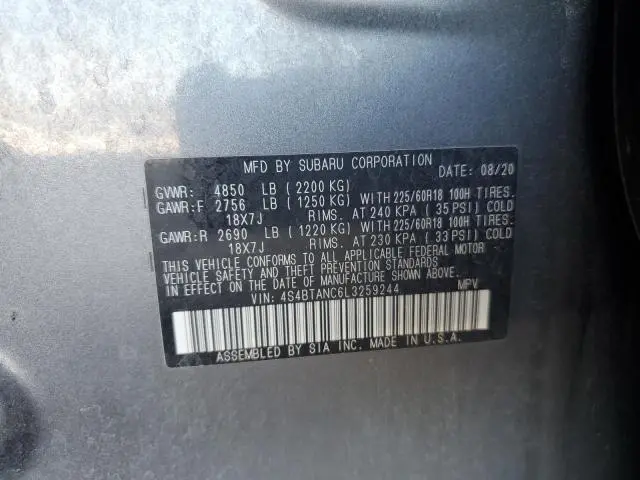 MFD BY SUBARU CORPORATION DATE: 08/20
GVWR: 4850 LB (2200 KG)
GAWR:F 2756 LB (1250 KG) WITH 225/60R18 100H TIRES.
18X7J RIMS. AT 240 KPA (35 PSI) COLD
GAWR:R 2690 LB (1220 KG) WITH 225/60R18 100H TIRES.
18X7J RIMS. AT 230 KPA (33 PSI) COLD
THIS VEHICLE CONFORMS TO ALL APPLICABLE FEDERAL MOTOR
VEHICLE SAFETY AND THEFT PREVENTION STANDARDS
IN EFFECT ON THE DATE OF MANUFACTURE SHOWN ABOVE.
VIN: 4S4BTANC6L3259244 MPV
ASSEMBLED BY SIA INC. MADE IN U.S.A.